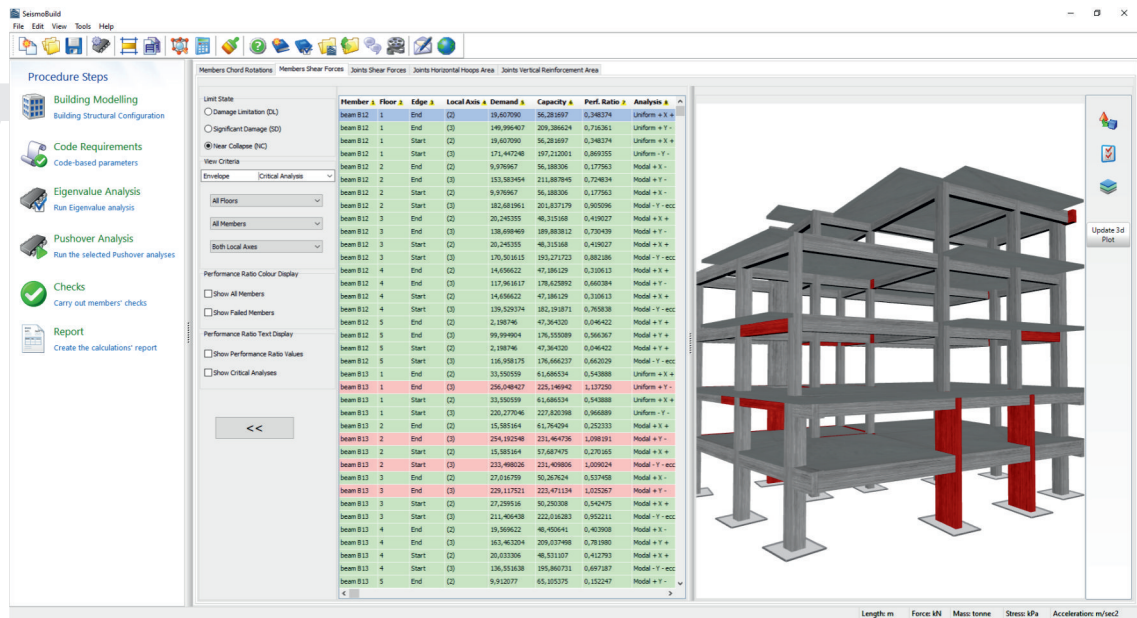 SeismoBuild
File Edit View Tools Help
Procedure Steps
Building Modelling
Building Structural Configuration
Code Requirements
Code-based parameters
Eigenvalue Analysis
Run Eigenvalue analysis
Pushover Analysis
Run the selected Pushover analyses
Checks
Carry out members' checks
Report
Create the calculations' report
Members Chord Rotations Members Shear Forces Joints Shear Forces Joints Horizontal Hoops Area Joints Vertical Reinforcement Area
Limit State
Damage Limitation (DL)
Significant Damage (SD)
Near Collapse (NC)
View Criteria
Envelope Critical Analysis
All Floors
All Members
Both Local Axes
Performance Ratio Colour Display
Show All Members
Show Failed Members
Performance Ratio Text Display
Show Performance Ratio Values
Show Critical Analyses
<<
Member 1 Floor 2 Edge 3 Local Axis 4 Demand 5 Capacity 6 Perf. Ratio 7 Analysis 8
beam B12 1 End (2) 19,607090 56,281697 0,348374 Uniform + X +
beam B12 1 End (3) 149,996407 209,386624 0,716361 Uniform + Y -
beam B12 1 Start (2) 19,607090 56,281697 0,348374 Uniform + X +
beam B12 1 Start (3) 171,447248 197,212001 0,869355 Uniform - Y -
beam B12 2 End (2) 9,976967 56,188306 0,177563 Modal + X -
beam B12 2 End (3) 153,583454 211,887845 0,724834 Modal + Y -
beam B12 2 Start (2) 9,976967 56,188306 0,177563 Modal + X -
beam B12 2 Start (3) 182,681961 201,837179 0,905096 Modal - Y - ecc
beam B12 3 End (2) 20,245355 48,315168 0,419027 Modal + X +
beam B12 3 End (3) 138,698469 189,883812 0,730439 Modal + Y -
beam B12 3 Start (2) 20,245355 48,315168 0,419027 Modal + X +
beam B12 3 Start (3) 170,501615 193,271723 0,882186 Modal - Y - ecc
beam B12 4 End (2) 14,656622 47,186129 0,310613 Modal + X +
beam B12 4 End (3) 117,961617 178,625892 0,660384 Modal + Y -
beam B12 4 Start (2) 14,656622 47,186129 0,310613 Modal + X +
beam B12 4 Start (3) 139,529374 182,191871 0,765838 Modal - Y - ecc
beam B12 5 End (2) 2,198746 47,364320 0,046422 Modal + Y +
beam B12 5 End (3) 99,994904 176,555089 0,566367 Modal + Y +
beam B12 5 Start (2) 2,198746 47,364320 0,046422 Modal + Y +
beam B12 5 Start (3) 116,958175 176,666237 0,662029 Modal - Y - ecc
beam B13 1 End (2) 33,550559 61,686534 0,543888 Uniform + X +
beam B13 1 End (3) 256,048427 225,146942 1,137250 Uniform + Y -
beam B13 1 Start (2) 33,550559 61,686534 0,543888 Uniform + X +
beam B13 1 Start (3) 220,277046 227,820398 0,966889 Uniform - Y -
beam B13 2 End (2) 15,585164 61,764294 0,252333 Modal + X +
beam B13 2 End (3) 254,192548 231,464736 1,098191 Modal + Y -
beam B13 2 Start (2) 15,585164 57,687475 0,270165 Modal + X +
beam B13 2 Start (3) 233,498026 231,409806 1,009024 Modal - Y - ecc
beam B13 3 End (2) 27,016759 50,267624 0,537458 Modal + X -
beam B13 3 End (3) 229,117521 223,471134 1,025267 Modal + Y -
beam B13 3 Start (2) 27,259516 50,250308 0,542475 Modal + X +
beam B13 3 Start (3) 211,406438 222,016283 0,952211 Modal - Y - ecc
beam B13 4 End (2) 19,569622 48,450641 0,403908 Modal + X -
beam B13 4 End (3) 163,463204 209,037498 0,781980 Modal + Y -
beam B13 4 Start (2) 20,033306 48,531107 0,412793 Modal + X +
beam B13 4 Start (3) 136,551638 195,860731 0,697187 Modal - Y - ecc
beam B13 5 End (2) 9,912077 65,105375 0,152247 Modal + Y -
Update 3d
Plot
Length: m Force: kN Mass: tonne Stress: kPa Acceleration: m/sec2